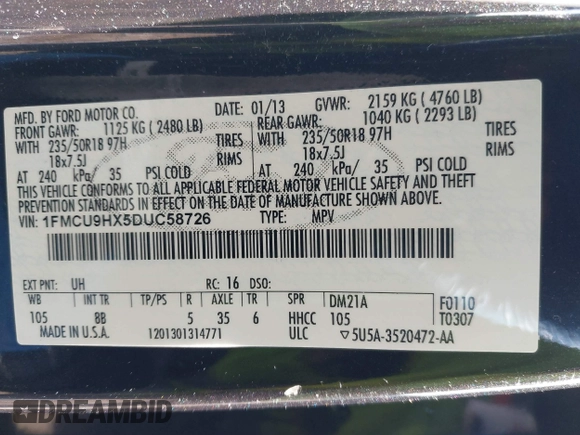 MFD. BY FORD MOTOR CO. DATE: 01/13 GVWR: 2159 KG ( 4760 LB)
FRONT GAWR: 1125 KG ( 2480 LB) REAR GAWR: 1040 KG ( 2293 LB)
WITH 235/50R18 97H TIRES WITH 235/50R18 97H TIRES
18x7.5J RIMS 18x7.5J RIMS
AT 240 kPa/ 35 PSI COLD AT 240 kPa/ 35 PSI COLD
THIS VEHICLE CONFORMS TO ALL APPLICABLE FEDERAL MOTOR VEHICLE SAFETY AND THEFT
PREVENTION STANDARDS IN EFFECT ON THE DATE OF MANUFACTURE SHOWN ABOVE.
VIN: 1FMCU9HX5DUC58726 TYPE: MPV
EXT PNT: UH RC: 16 DSO:
WB INT TR TP/PS R AXLE TR SPR DM21A F0110
105 8B 5 35 6 HHCC 105 T0307
MADE IN U.S.A. 1201301314771 ULC ▽5U5A-3520472-AA
DREAMBID